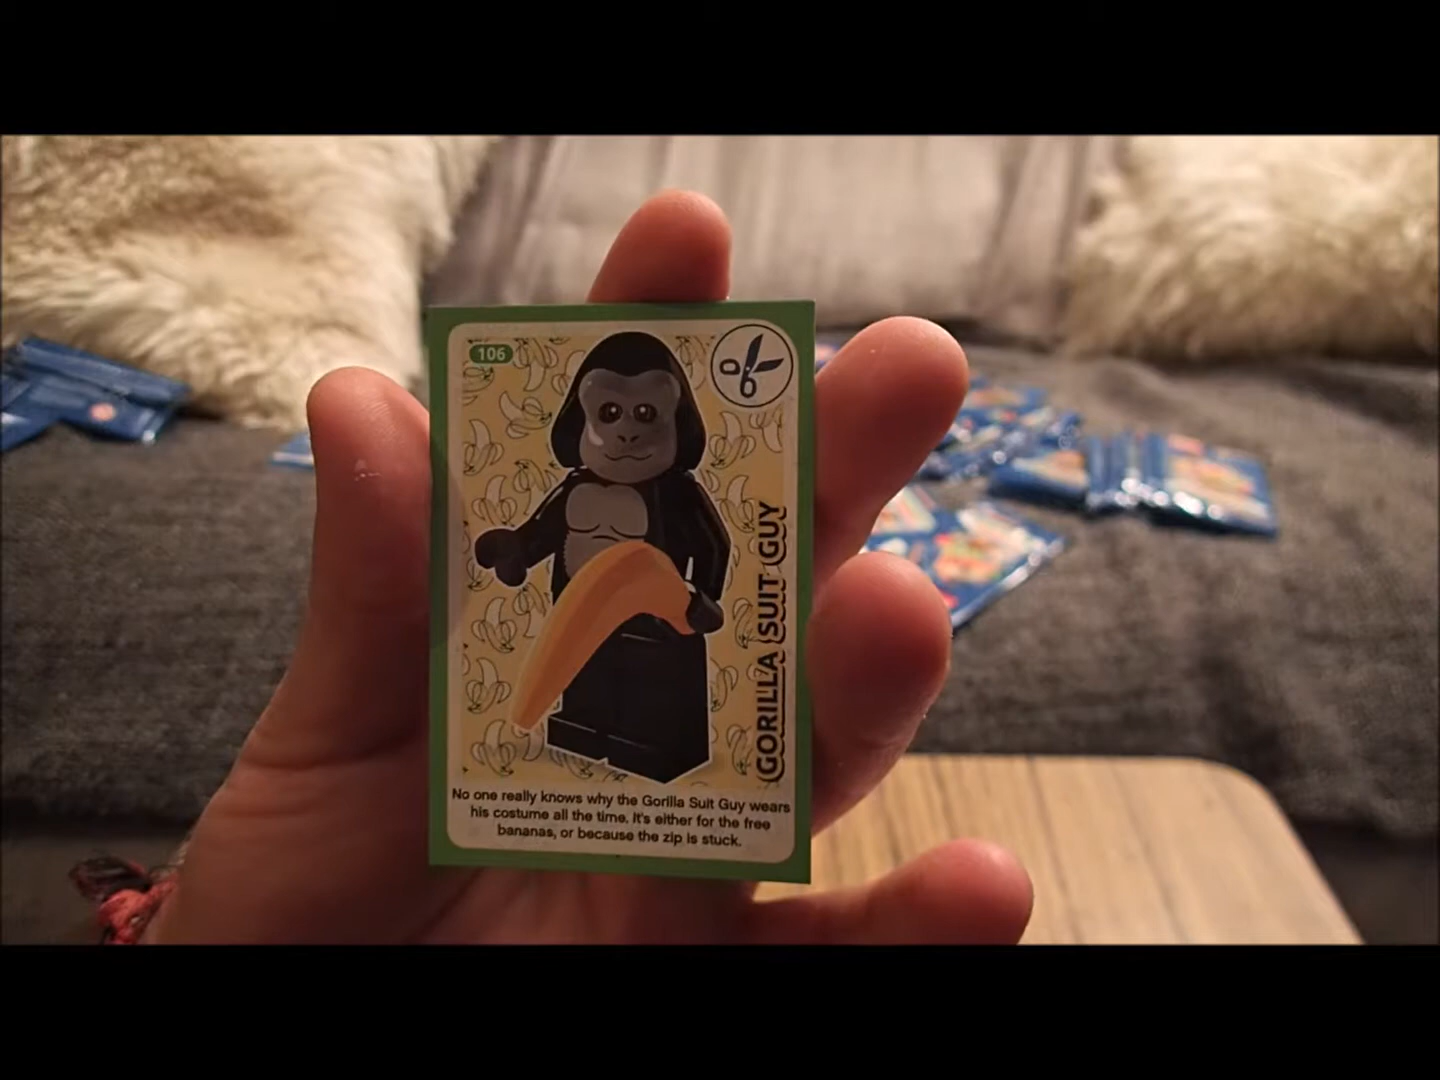 106
GORILLA SUIT GUY
No one really knows why the Gorilla Suit Guy wears
his costume all the time. It's either for the free
bananas, or because the zip is stuck.